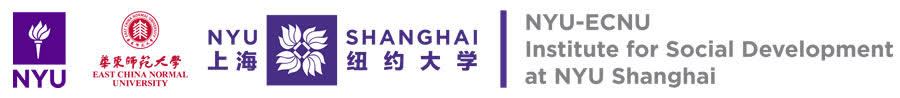 NYU
華東師範大學
EAST CHINA NORMAL
UNIVERSITY
NYU SHANGHAI
上海 纽约大学
NYU-ECNU
Institute for Social Development
at NYU Shanghai